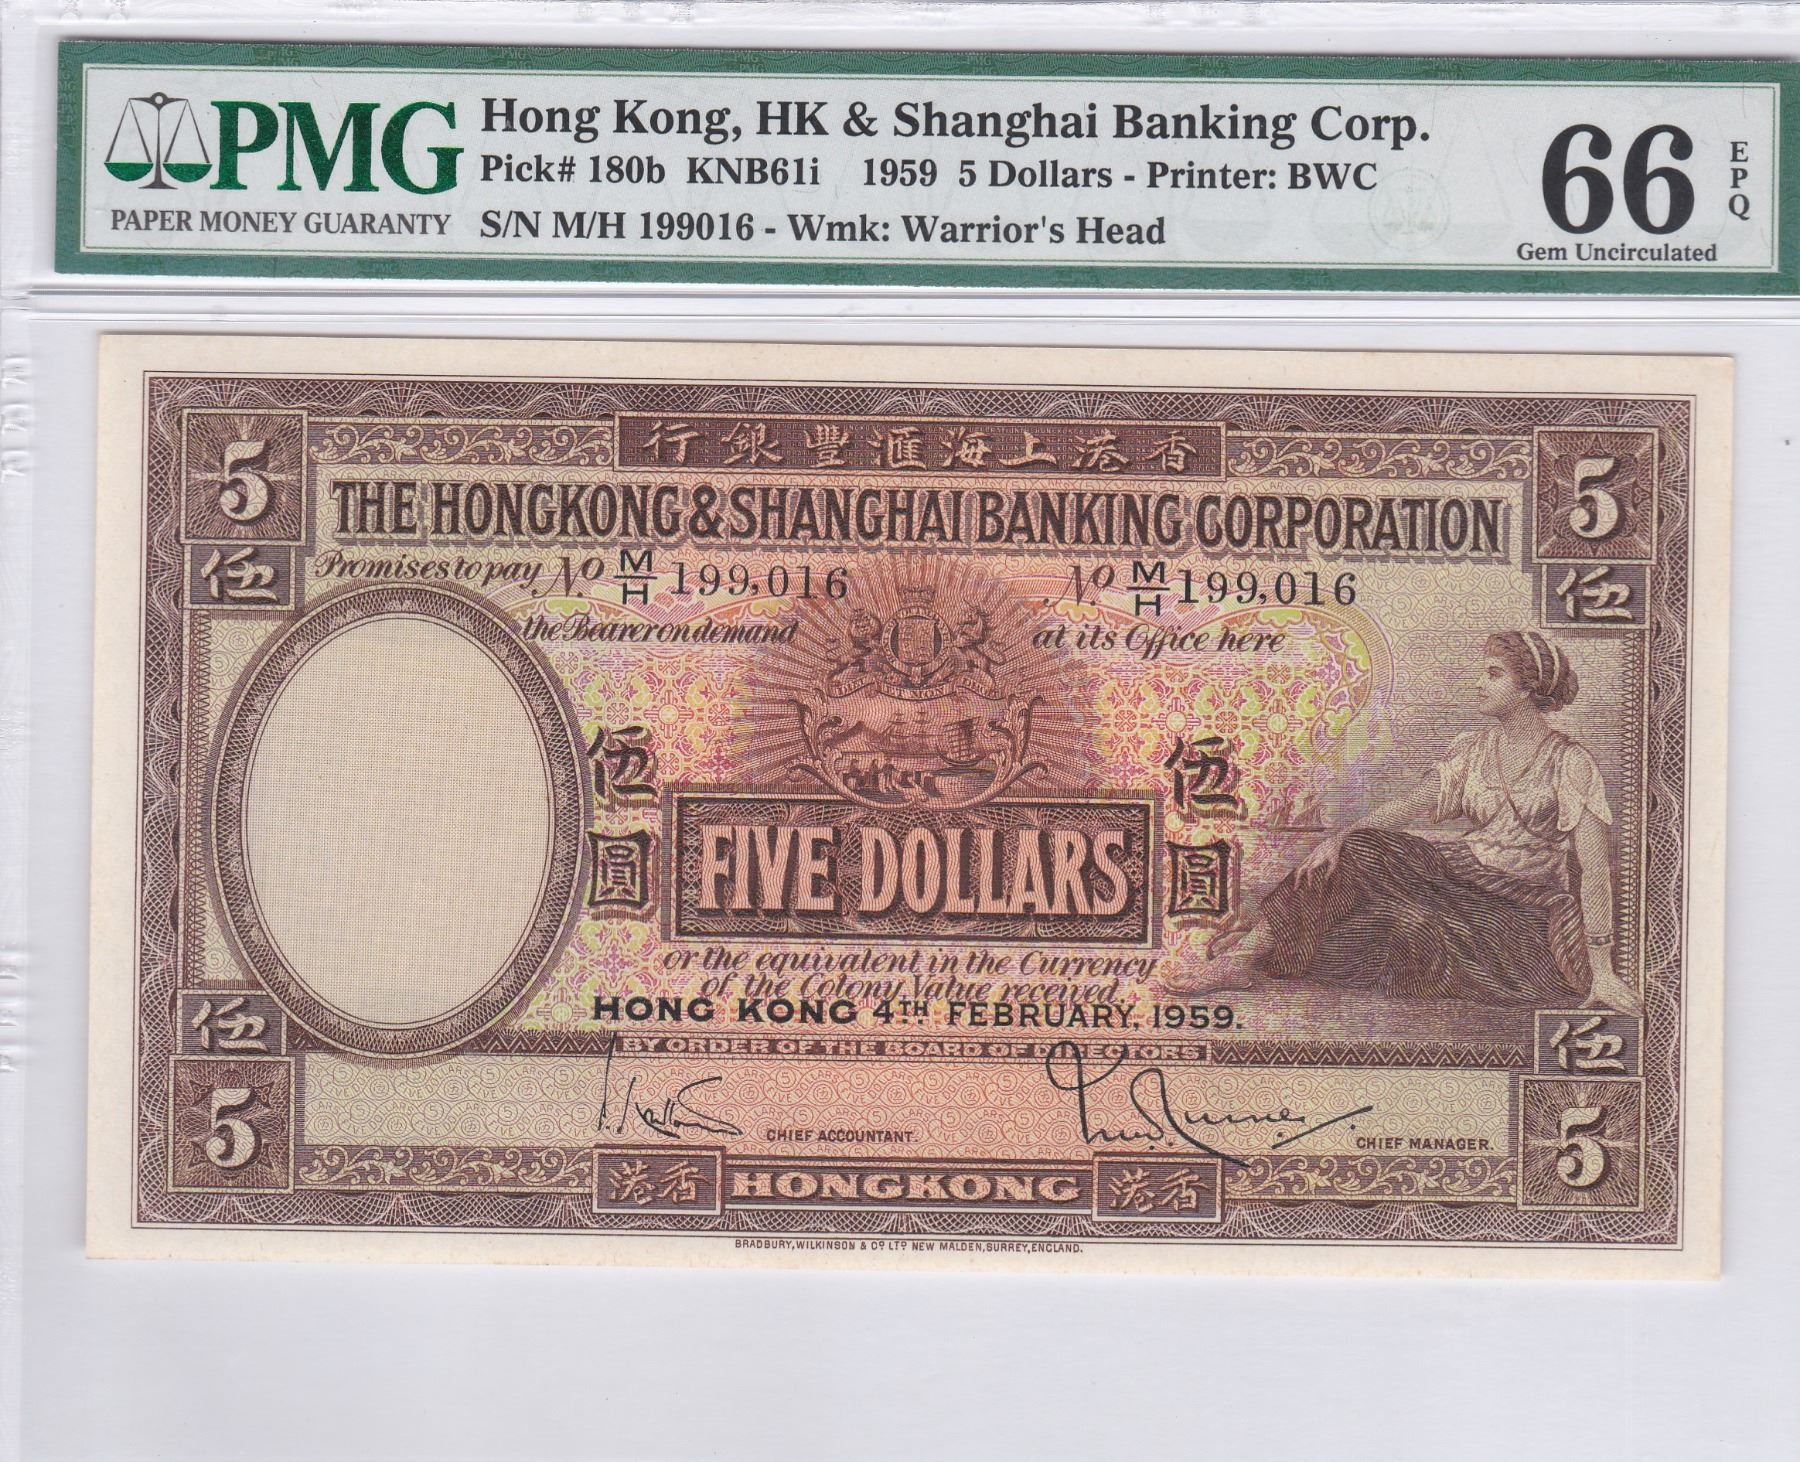 PMG
PAPER MONEY GUARANTY
Hong Kong, HK & Shanghai Banking Corp.
Pick# 180b KNB61i 1959 5 Dollars - Printer: BWC
S/N M/H 199016 - Wmk: Warrior's Head
66
EPQ
Gem Uncirculated
5
行銀豐滙海上港香
5
THE HONGKONG & SHANGHAI BANKING CORPORATION
伍
Promises to pay No M/H 199,016
No M/H 199,016
伍
the Bearer on demand
at its Office here
伍圓
伍圓
FIVE DOLLARS
or the equivalent in the Currency
of the Colony Value received.
HONG KONG 4TH FEBRUARY, 1959.
伍
BY ORDER OF THE BOARD OF DIRECTORS
伍
5
CHIEF ACCOUNTANT.
CHIEF MANAGER.
5
港香
HONGKONG
港香
BRADBURY, WILKINSON & Co LTD NEW MALDEN, SURREY, ENGLAND.